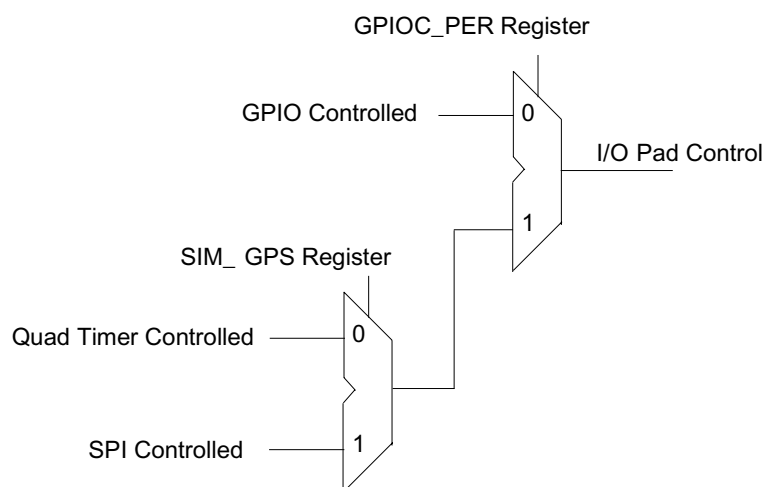 GPIOC_PER Register
GPIO Controlled
0
I/O Pad Control
1
SIM_ GPS Register
Quad Timer Controlled
0
SPI Controlled
1